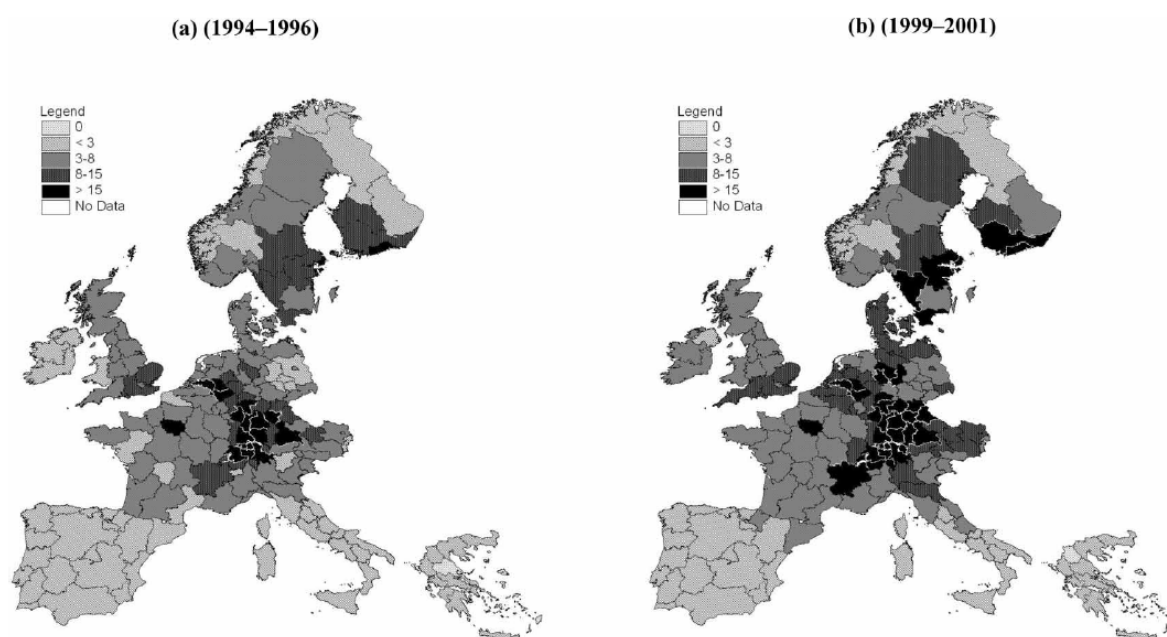 (a) (1994–1996)
(b) (1999–2001)
Legend
0
< 3
3-8
8-15
> 15
No Data
Legend
0
< 3
3-8
8-15
> 15
No Data